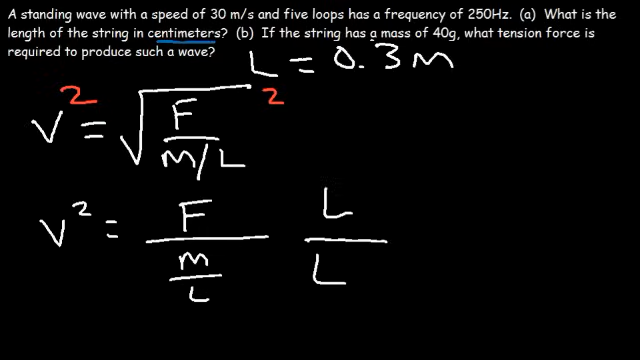 A standing wave with a speed of 30 m/s and five loops has a frequency of 250Hz. (a) What is the
length of the string in centimeters? (b) If the string has a mass of 40g, what tension force is
required to produce such a wave?
L = 0.3 m
V² = √(F / (m/L))²
V² = F / (m/L) L/L